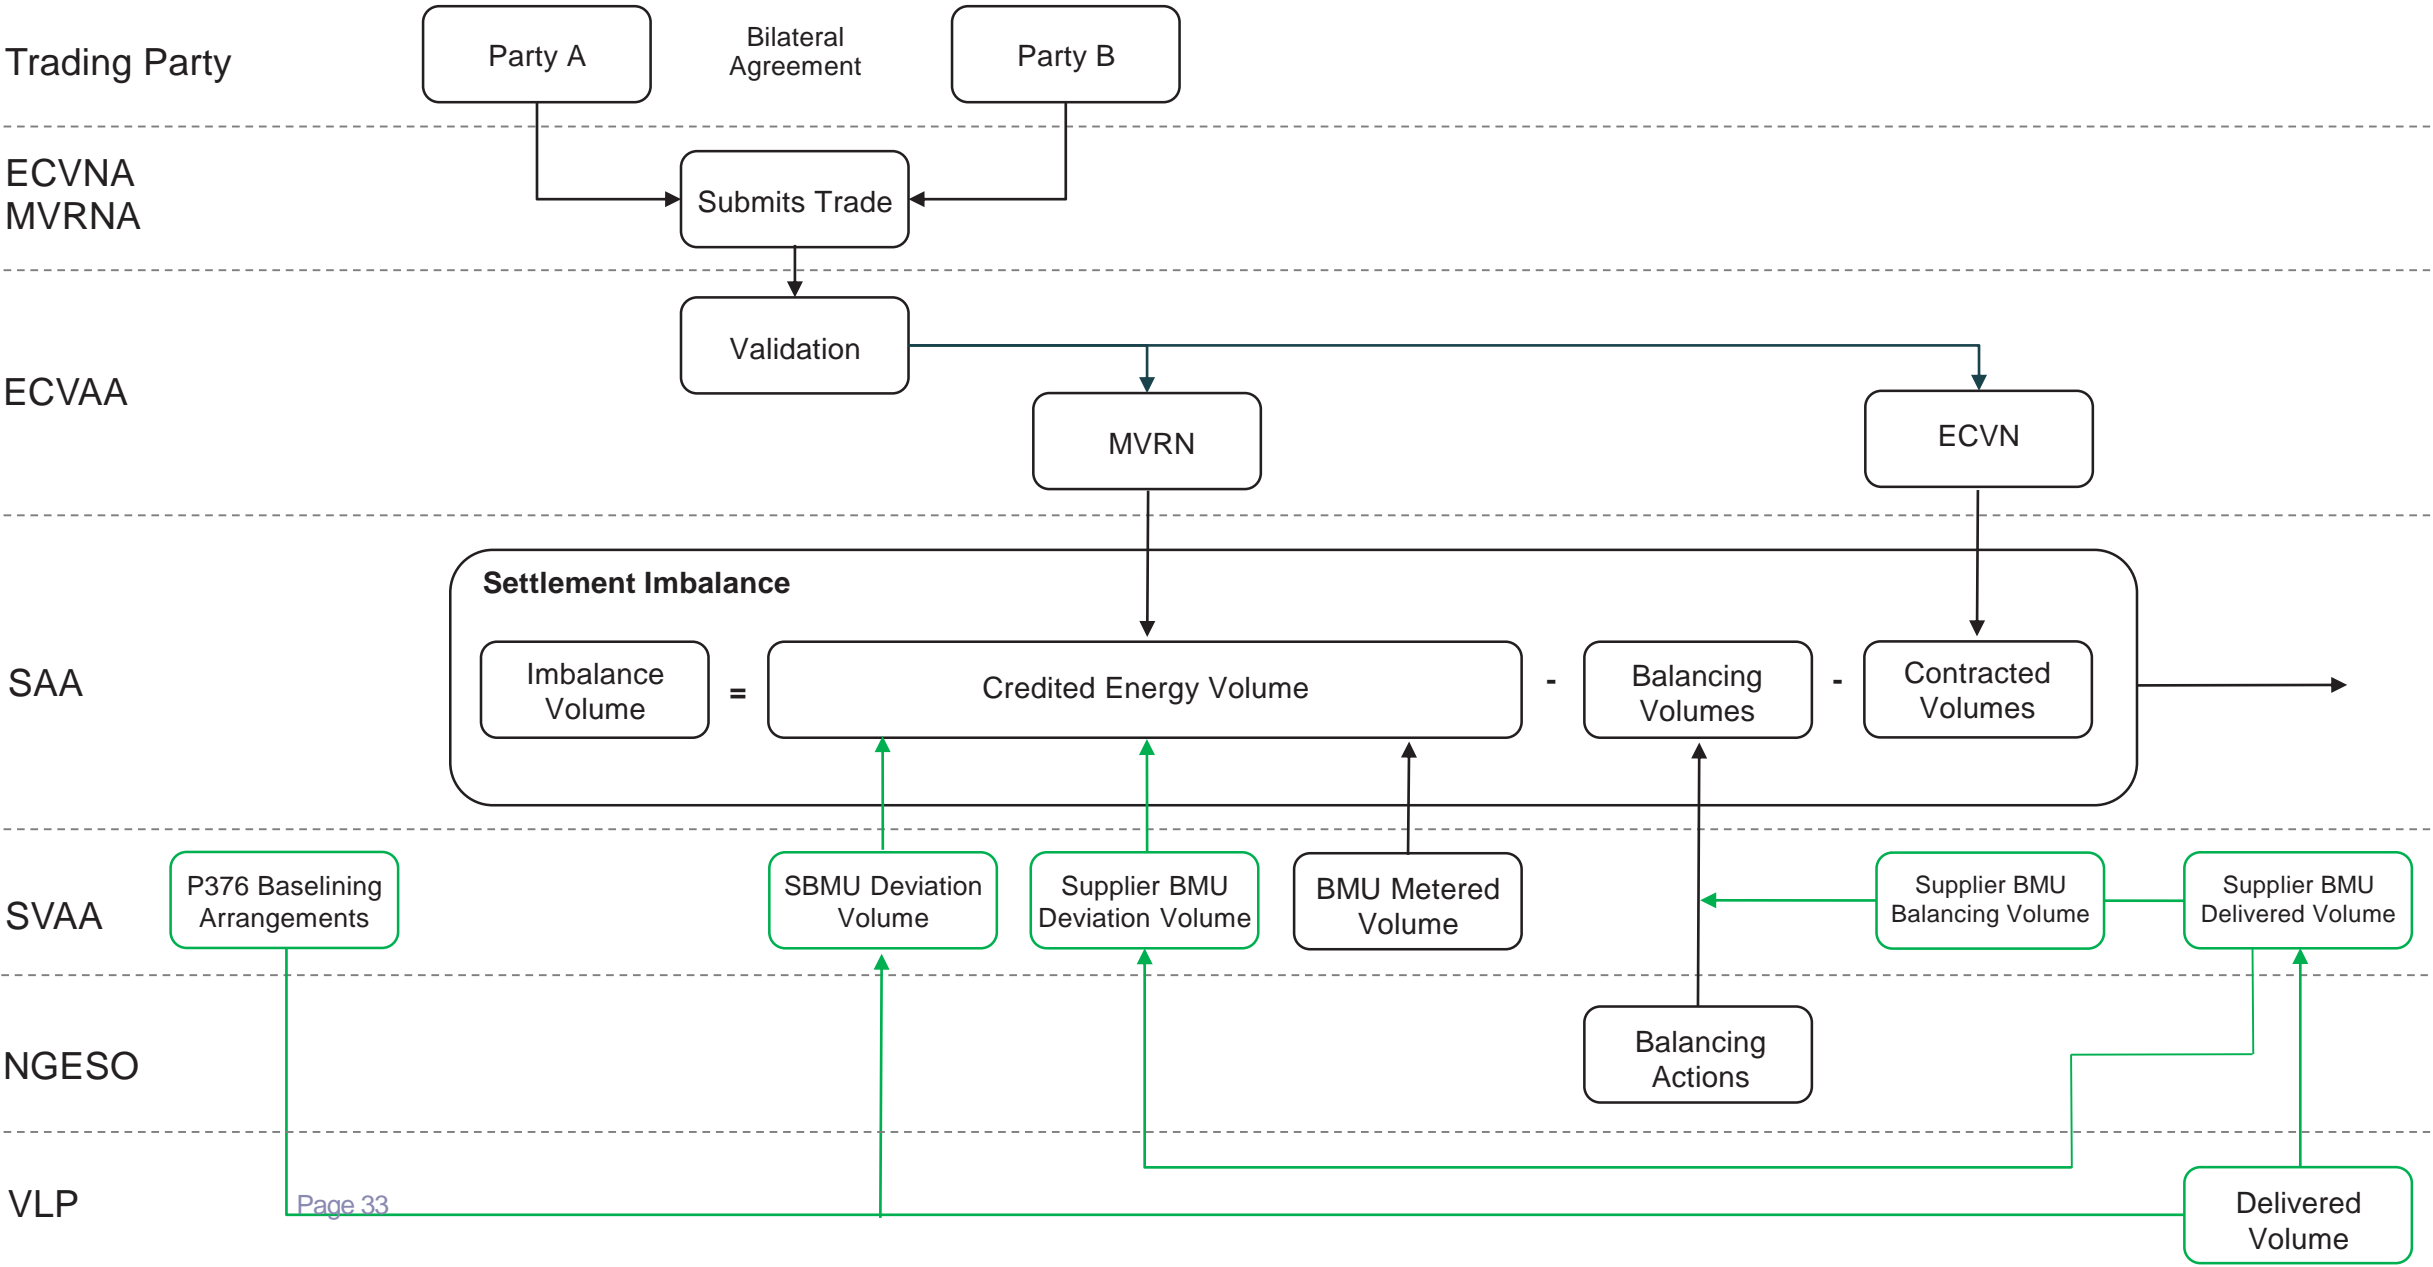 Trading Party
Party A
Bilateral
Agreement
Party B
ECVNA
MVRNA
Submits Trade
ECVAA
Validation
MVRN
ECVN
SAA
Settlement Imbalance
Imbalance
Volume
=
Credited Energy Volume
-
Balancing
Volumes
-
Contracted
Volumes
SVAA
P376 Baselining
Arrangements
SBMU Deviation
Volume
Supplier BMU
Deviation Volume
BMU Metered
Volume
Supplier BMU
Balancing Volume
Supplier BMU
Delivered Volume
NGESO
Balancing
Actions
VLP
Page 33
Delivered
Volume